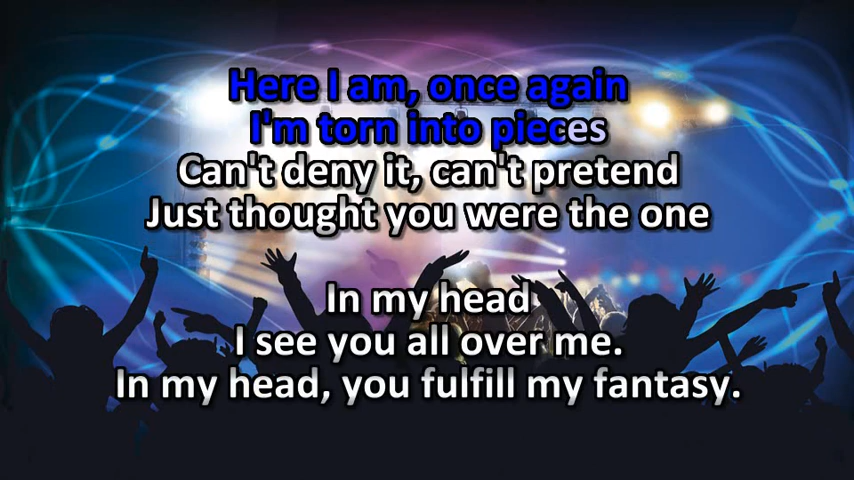 Here I am, once again
I'm torn into pieces
Can't deny it, can't pretend
Just thought you were the one
In my head
I see you all over me.
In my head, you fulfill my fantasy.